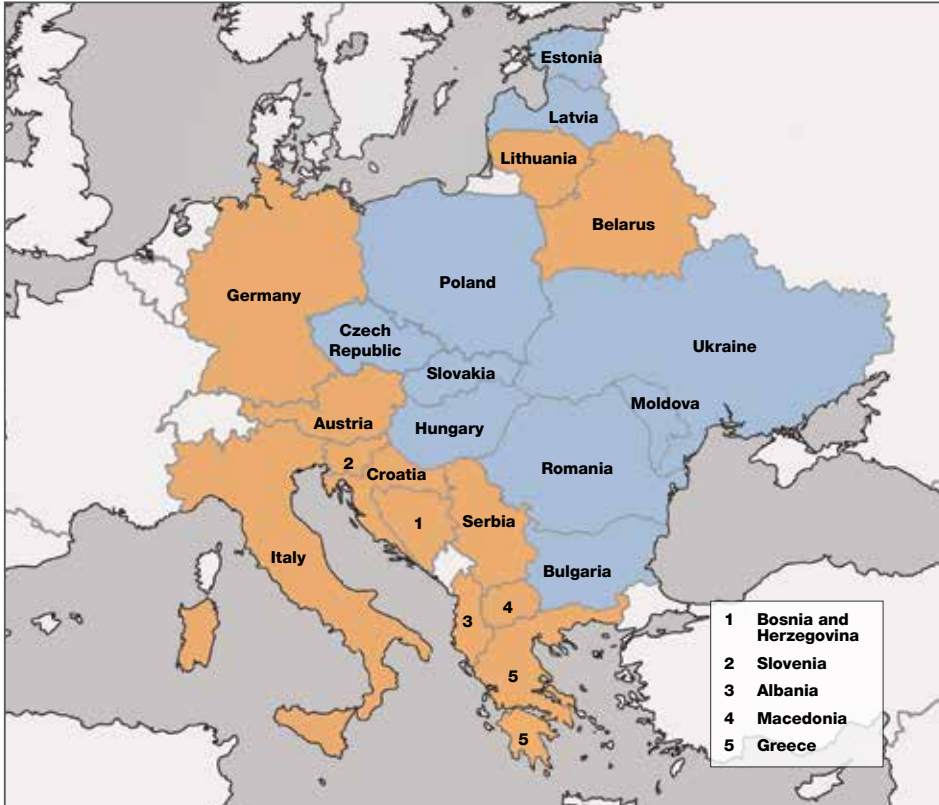 Estonia
Latvia
Lithuania
Belarus
Poland
Germany
Czech
Republic
Ukraine
Slovakia
Moldova
Austria
Hungary
2
Croatia
Romania
1
Serbia
Italy
Bulgaria
4
3
5
5
1 Bosnia and
Herzegovina
2 Slovenia
3 Albania
4 Macedonia
5 Greece